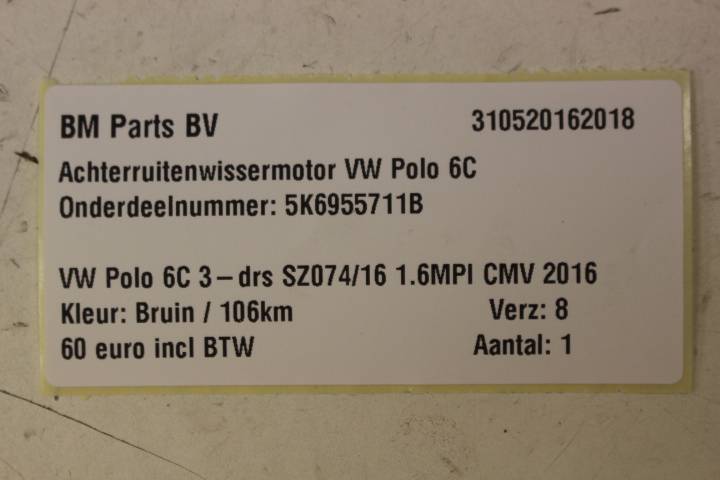 BM Parts BV 310520162018
Achterruitenwissermotor VW Polo 6C
Onderdeelnummer: 5K6955711B
VW Polo 6C 3-drs SZ074/16 1.6MPI CMV 2016
Kleur: Bruin / 106km Verz: 8
60 euro incl BTW Aantal: 1